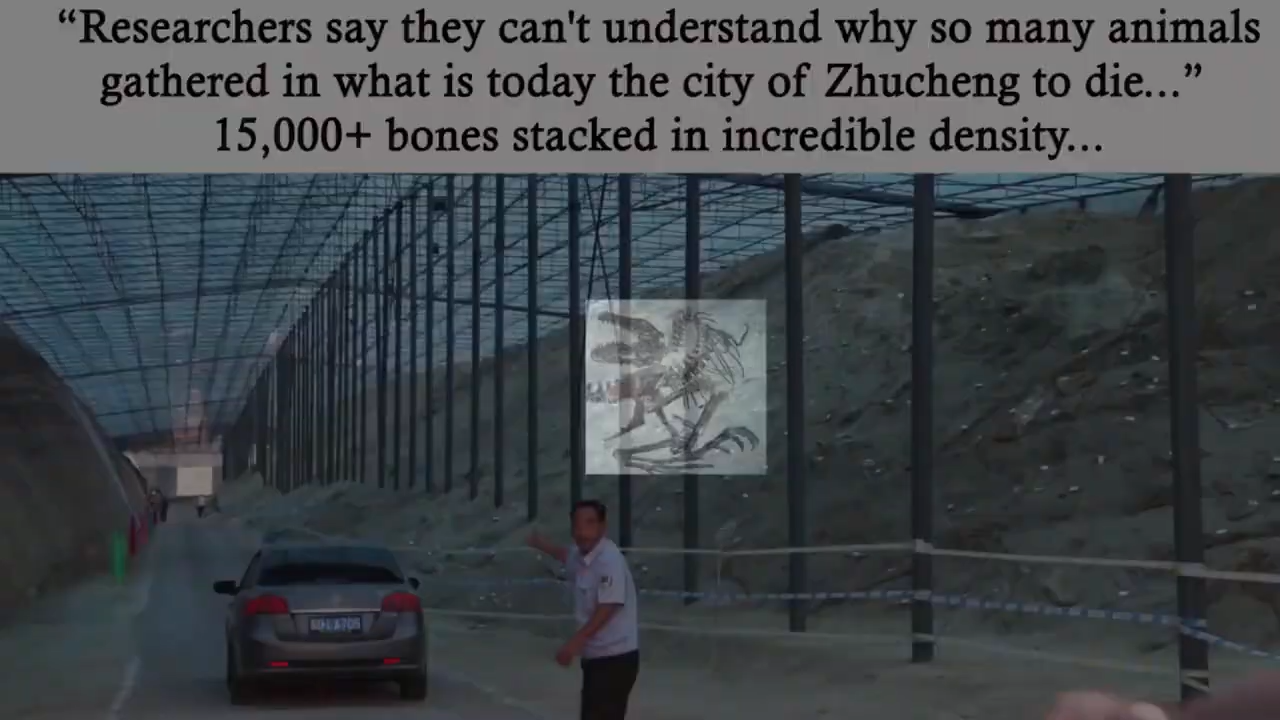 “Researchers say they can't understand why so many animals
gathered in what is today the city of Zhucheng to die...”
15,000+ bones stacked in incredible density...